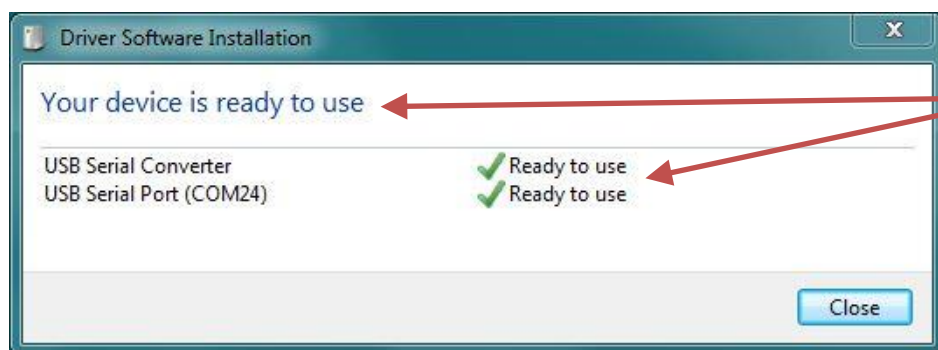 Driver Software Installation
Your device is ready to use
USB Serial Converter Ready to use
USB Serial Port (COM24) Ready to use
Close